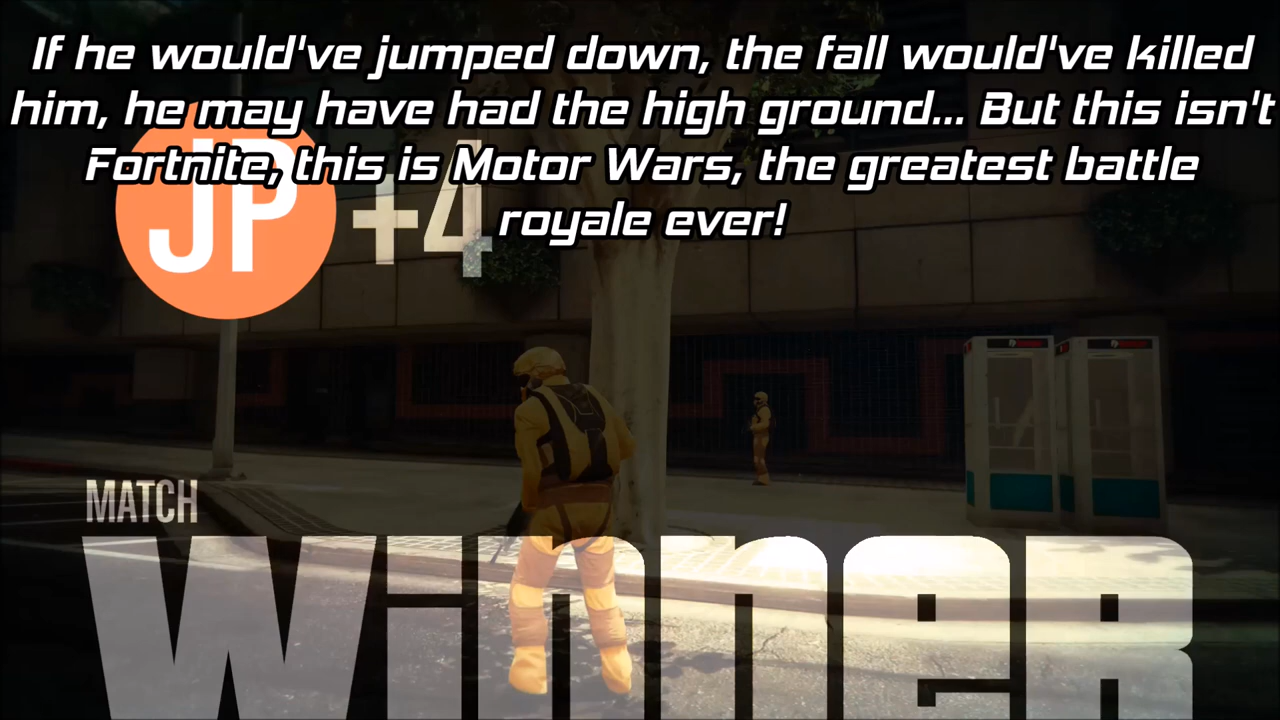 If he would've jumped down, the fall would've killed
him, he may have had the high ground... But this isn't
Fortnite, this is Motor Wars, the greatest battle
royale ever!
JP +4
MATCH
WINNER